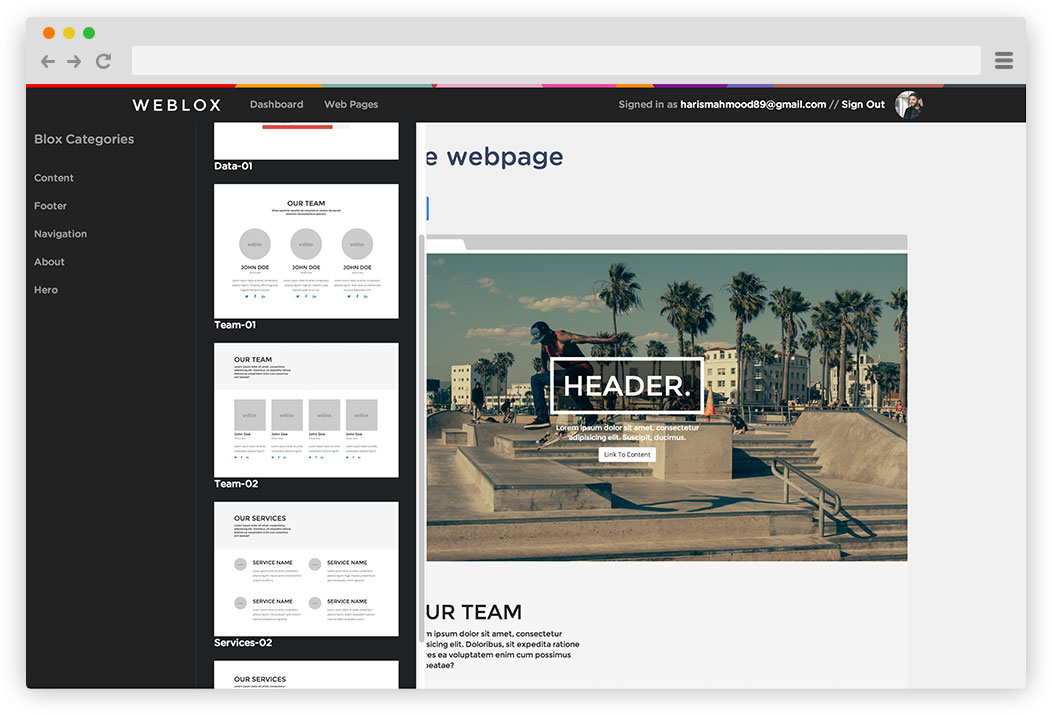 WEBLOX
Dashboard
Web Pages
Signed in as harismahmood89@gmail.com // Sign Out
Blox Categories
Content
Footer
Navigation
About
Hero
Data-01
OUR TEAM
weblox
weblox
weblox
JOHN DOE
JOHN DOE
JOHN DOE
Team-01
OUR TEAM
weblox
weblox
weblox
weblox
John Doe
John Doe
John Doe
John Doe
Team-02
OUR SERVICES
SERVICE NAME
SERVICE NAME
SERVICE NAME
SERVICE NAME
Services-02
OUR SERVICES
e webpage
HEADER.
Lorem ipsum dolor sit amet, consectetur
adipisicing elit. Suscipit, ducimus.
Link To Content
UR TEAM
m ipsum dolor sit amet, consectetur
sicing elit. Doloribus, sit expedita ratione
res ea voluptatem enim cum possimus
peatae?